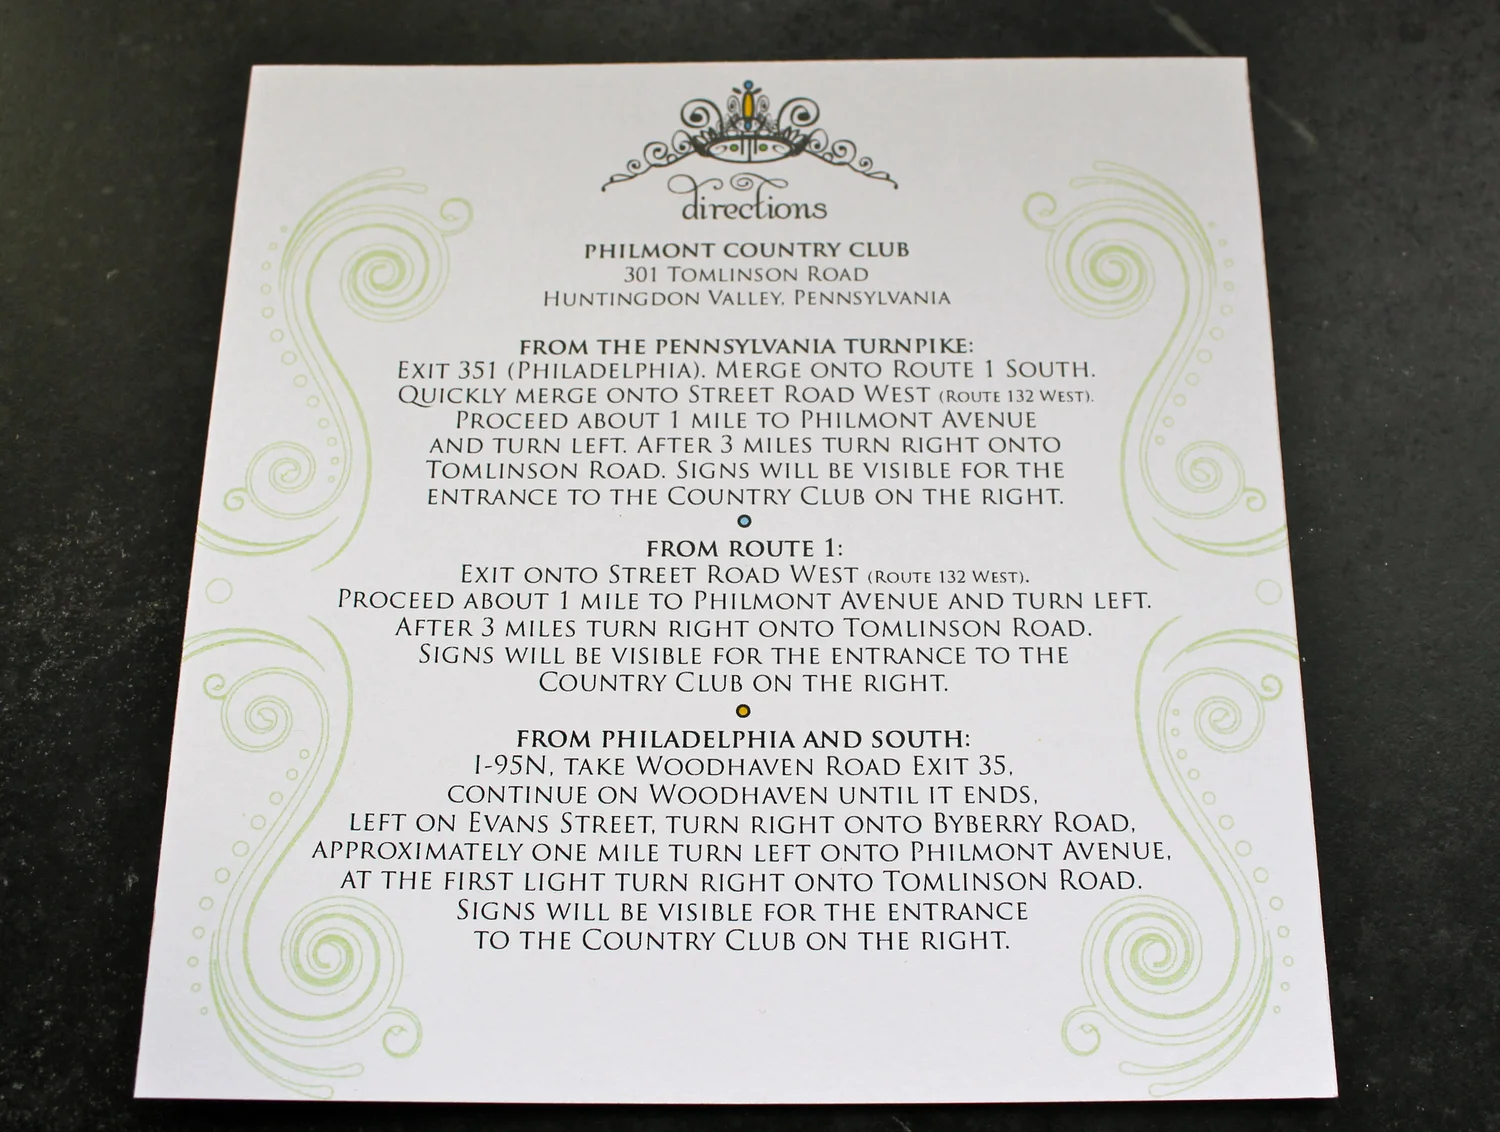 directions
PHILMONT COUNTRY CLUB
301 TOMLINSON ROAD
HUNTINGDON VALLEY, PENNSYLVANIA
FROM THE PENNSYLVANIA TURNPIKE:
EXIT 351 (PHILADELPHIA). MERGE ONTO ROUTE 1 SOUTH.
QUICKLY MERGE ONTO STREET ROAD WEST (ROUTE 132 WEST).
PROCEED ABOUT 1 MILE TO PHILMONT AVENUE
AND TURN LEFT. AFTER 3 MILES TURN RIGHT ONTO
TOMLINSON ROAD. SIGNS WILL BE VISIBLE FOR THE
ENTRANCE TO THE COUNTRY CLUB ON THE RIGHT.
FROM ROUTE 1:
EXIT ONTO STREET ROAD WEST (ROUTE 132 WEST).
PROCEED ABOUT 1 MILE TO PHILMONT AVENUE AND TURN LEFT.
AFTER 3 MILES TURN RIGHT ONTO TOMLINSON ROAD.
SIGNS WILL BE VISIBLE FOR THE ENTRANCE TO THE
COUNTRY CLUB ON THE RIGHT.
FROM PHILADELPHIA AND SOUTH:
I-95N, TAKE WOODHAVEN ROAD EXIT 35,
CONTINUE ON WOODHAVEN UNTIL IT ENDS,
LEFT ON EVANS STREET, TURN RIGHT ONTO BYBERRY ROAD,
APPROXIMATELY ONE MILE TURN LEFT ONTO PHILMONT AVENUE,
AT THE FIRST LIGHT TURN RIGHT ONTO TOMLINSON ROAD.
SIGNS WILL BE VISIBLE FOR THE ENTRANCE
TO THE COUNTRY CLUB ON THE RIGHT.